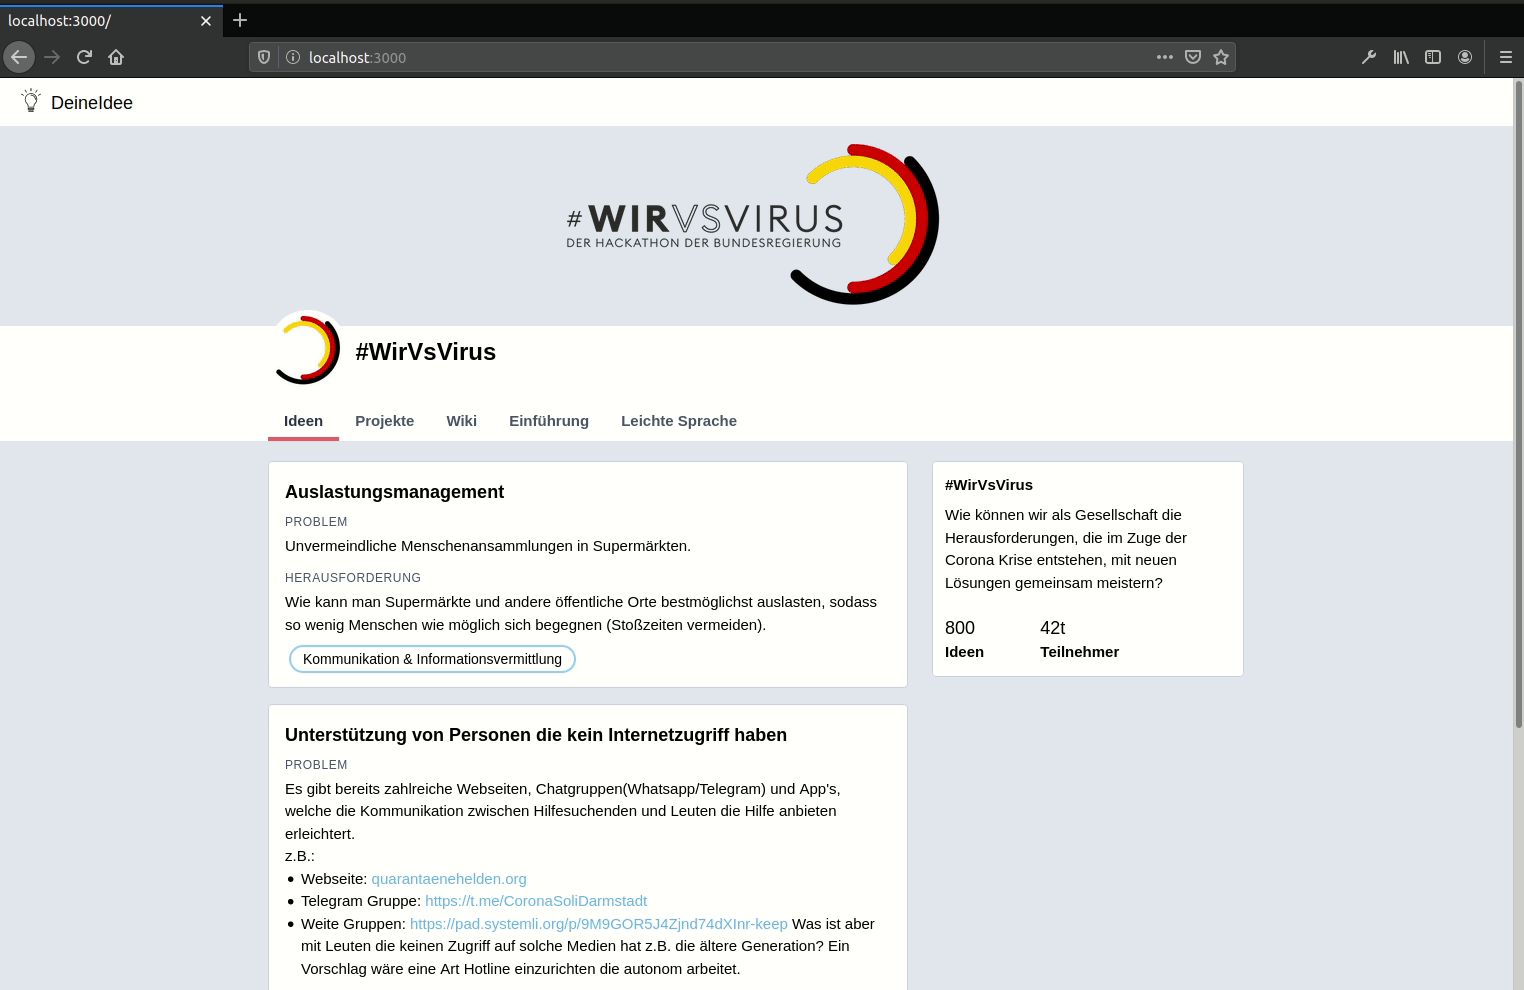 localhost:3000/
localhost:3000
DeineIdee
#WIRVSVIRUS
DER HACKATHON DER BUNDESREGIERUNG
#WirVsVirus
Ideen Projekte Wiki Einführung Leichte Sprache
Auslastungsmanagement
PROBLEM
Unvermeindliche Menschenansammlungen in Supermärkten.
HERAUSFORDERUNG
Wie kann man Supermärkte und andere öffentliche Orte bestmöglichst auslasten, sodass
so wenig Menschen wie möglich sich begegnen (Stoßzeiten vermeiden).
Kommunikation & Informationsvermittlung
#WirVsVirus
Wie können wir als Gesellschaft die
Herausforderungen, die im Zuge der
Corona Krise entstehen, mit neuen
Lösungen gemeinsam meistern?
800 42t
Ideen Teilnehmer
Unterstützung von Personen die kein Internetzugriff haben
PROBLEM
Es gibt bereits zahlreiche Webseiten, Chatgruppen(Whatsapp/Telegram) und App's,
welche die Kommunikation zwischen Hilfesuchenden und Leuten die Hilfe anbieten
erleichtert.
z.B.:
• Webseite: quarantaenehelden.org
• Telegram Gruppe: https://t.me/CoronaSoliDarmstadt
• Weite Gruppen: https://pad.systemli.org/p/9M9GOR5J4Zjnd74dXInr-keep Was ist aber
mit Leuten die keinen Zugriff auf solche Medien hat z.B. die ältere Generation? Ein
Vorschlag wäre eine Art Hotline einzurichten die autonom arbeitet.